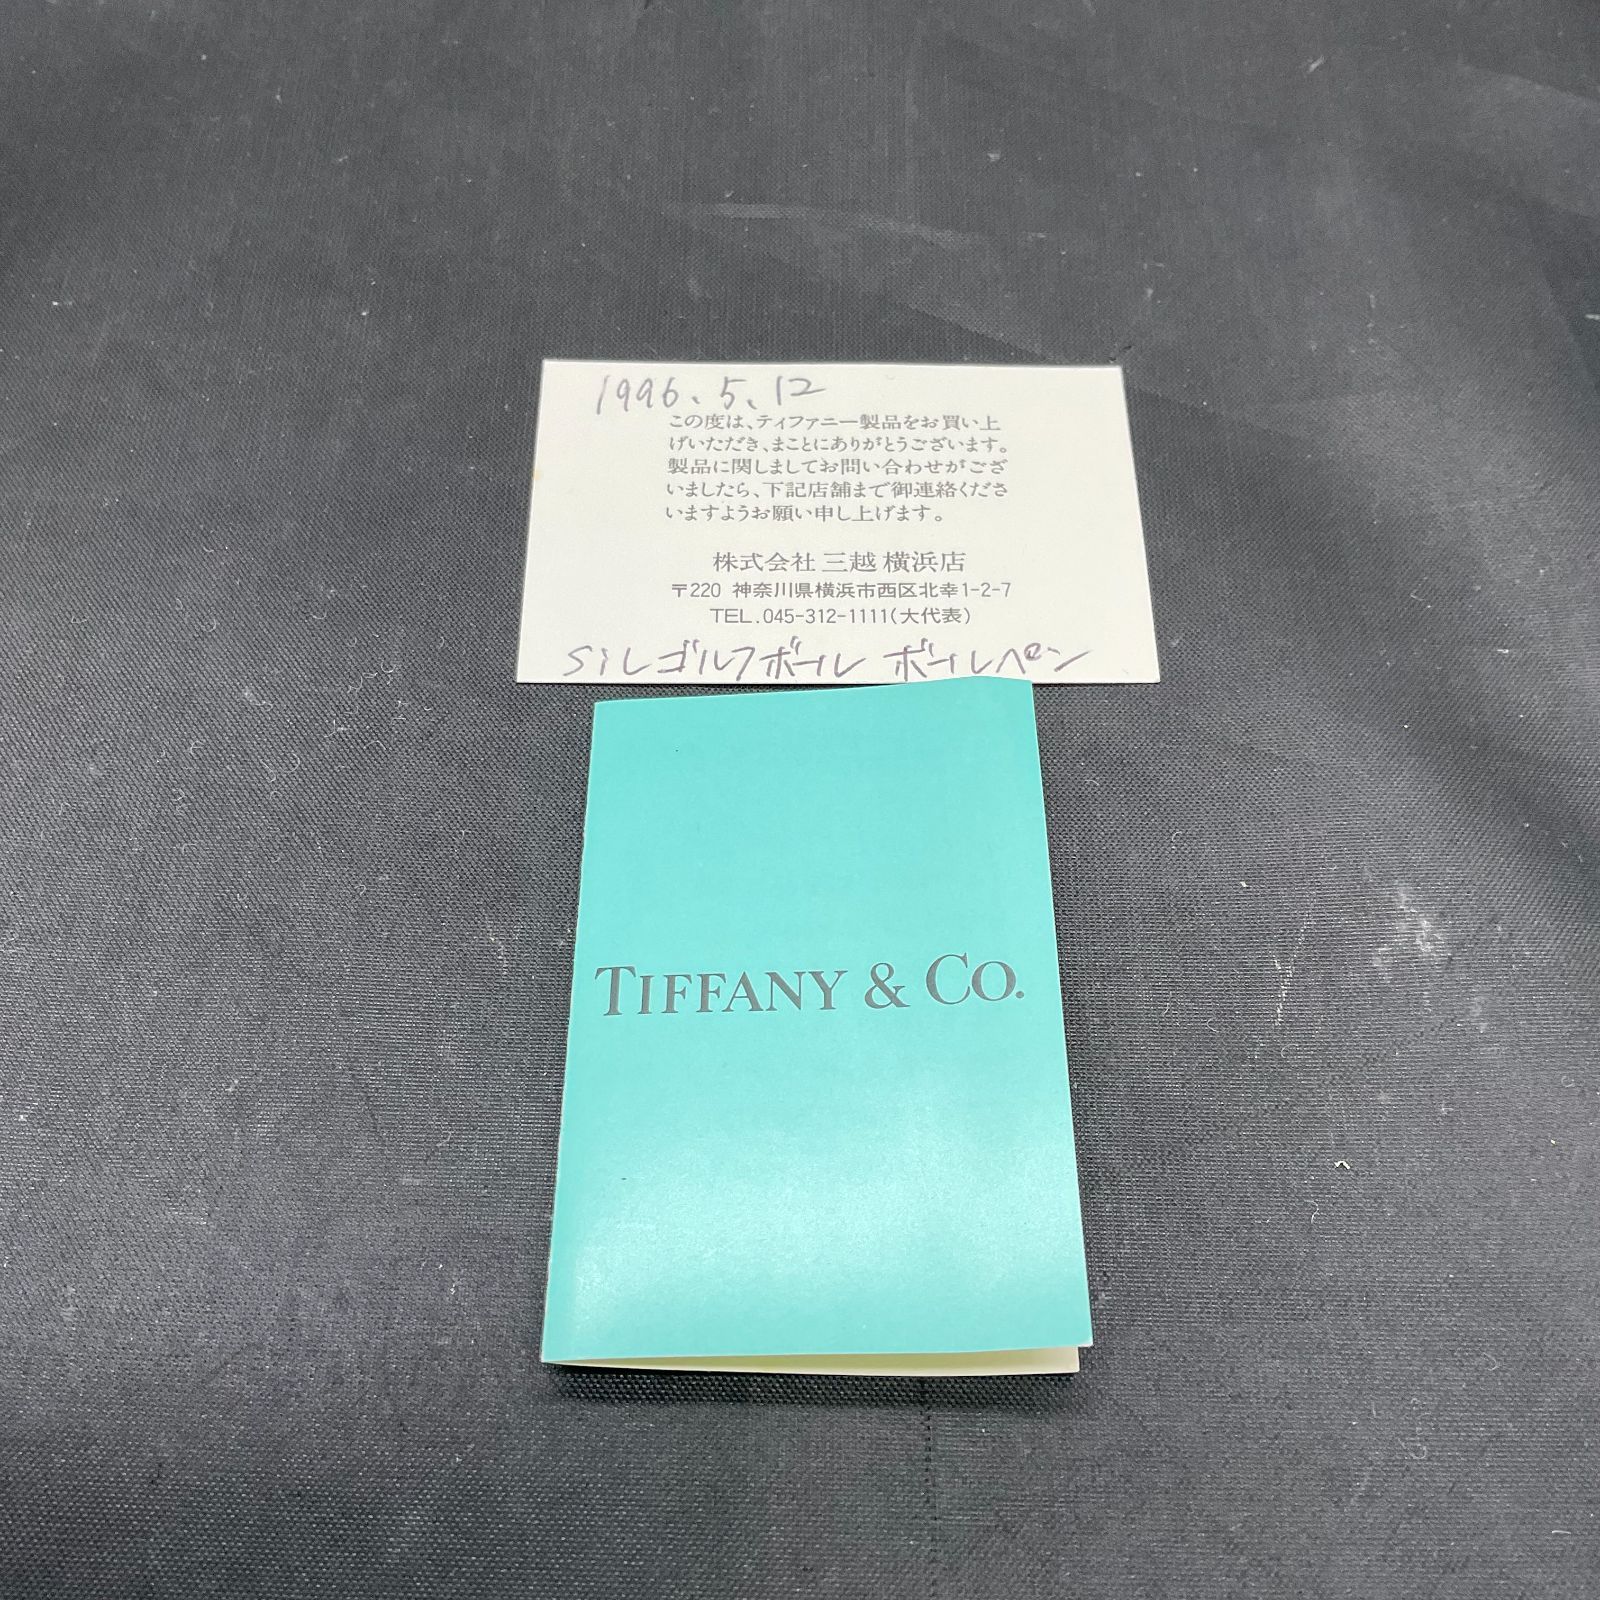 1996.5.12
この度は、ティファニー製品をお買い上
げいただき、まことにありがとうございます。
製品に関しましてお問い合わせがござ
いましたら、下記店舗まで御連絡くださ
いますようお願い申し上げます。
株式会社 三越 横浜店
〒220 神奈川県横浜市西区北幸1-2-7
TEL.045-312-1111(大代表)
SiLゴルフボール ボールペン
TIFFANY & CO.